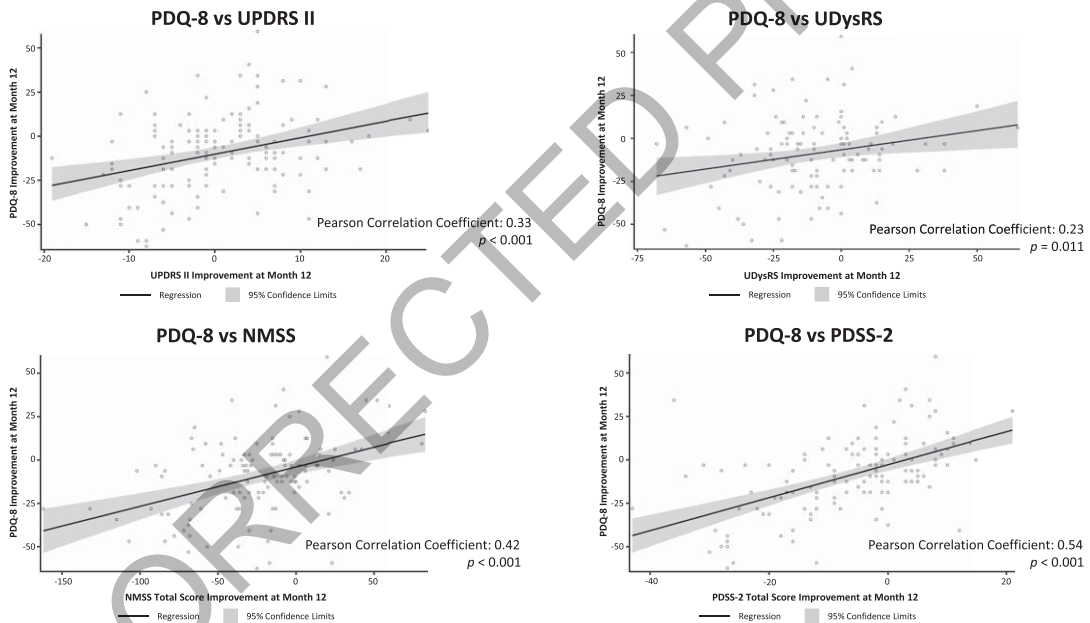 PDQ-8 vs UPDRS II
PDQ-8 Improvement at Month 12
50
25
0
-25
-50
-20
-10
0
10
20
Pearson Correlation Coefficient: 0.33
p < 0.001
UPDRS II Improvement at Month 12
Regression
95% Confidence Limits
PDQ-8 vs UDysRS
PDQ-8 Improvement at Month 12
50
25
0
-25
-50
-75
-50
-25
0
25
50
Pearson Correlation Coefficient: 0.23
p = 0.011
UDysRS Improvement at Month 12
Regression
95% Confidence Limits
PDQ-8 vs NMSS
PDQ-8 Improvement at Month 12
50
25
0
-25
-50
-150
-100
-50
0
50
Pearson Correlation Coefficient: 0.42
p < 0.001
NMSS Total Score Improvement at Month 12
Regression
95% Confidence Limits
PDQ-8 vs PDSS-2
PDQ-8 Improvement at Month 12
50
25
0
-25
-50
-40
-20
0
20
Pearson Correlation Coefficient: 0.54
p < 0.001
PDSS-2 Total Score Improvement at Month 12
Regression
95% Confidence Limits
ORRECTED P